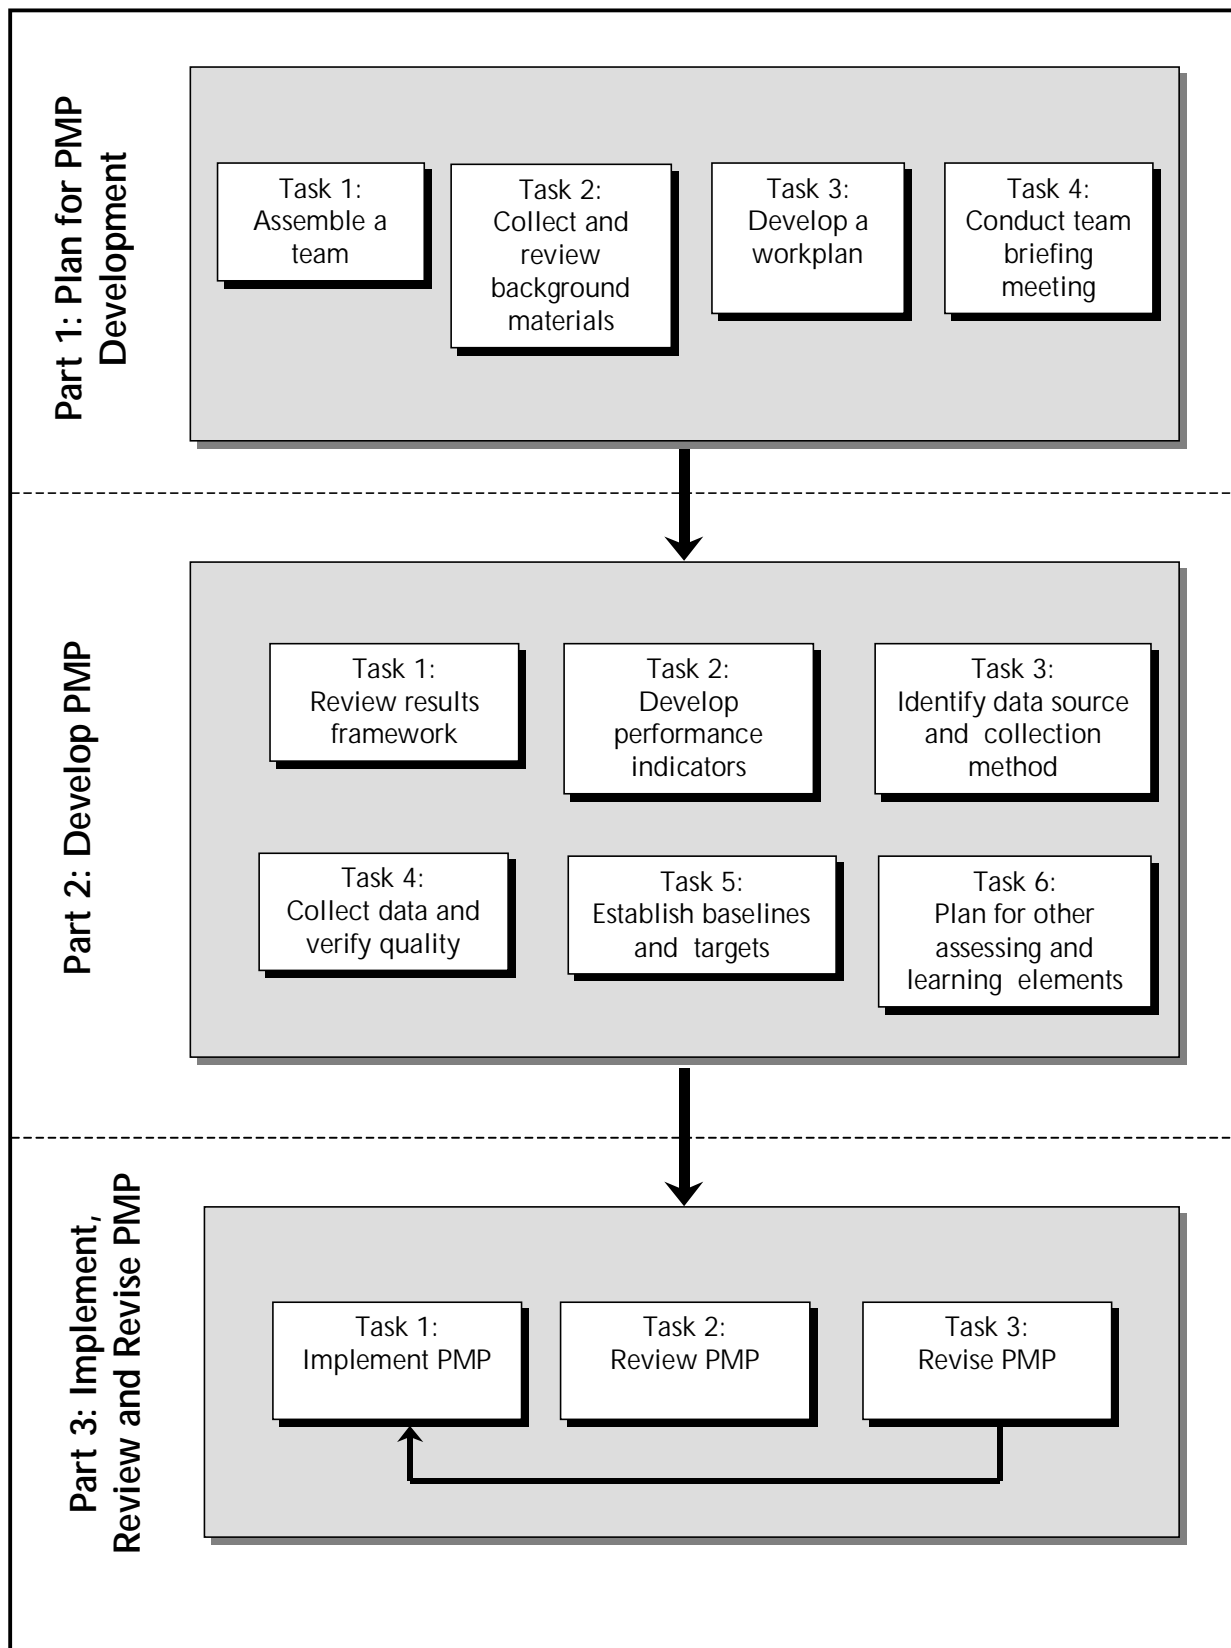 Part 1: Plan for PMP
Development
Task 1:
Assemble a
team
Task 2:
Collect and
review
background
materials
Task 3:
Develop a
workplan
Task 4:
Conduct team
briefing
meeting
Part 2: Develop PMP
Task 1:
Review results
framework
Task 2:
Develop
performance
indicators
Task 3:
Identify data source
and collection
method
Task 4:
Collect data and
verify quality
Task 5:
Establish baselines
and targets
Task 6:
Plan for other
assessing and
learning elements
Part 3: Implement,
Review and Revise PMP
Task 1:
Implement PMP
Task 2:
Review PMP
Task 3:
Revise PMP